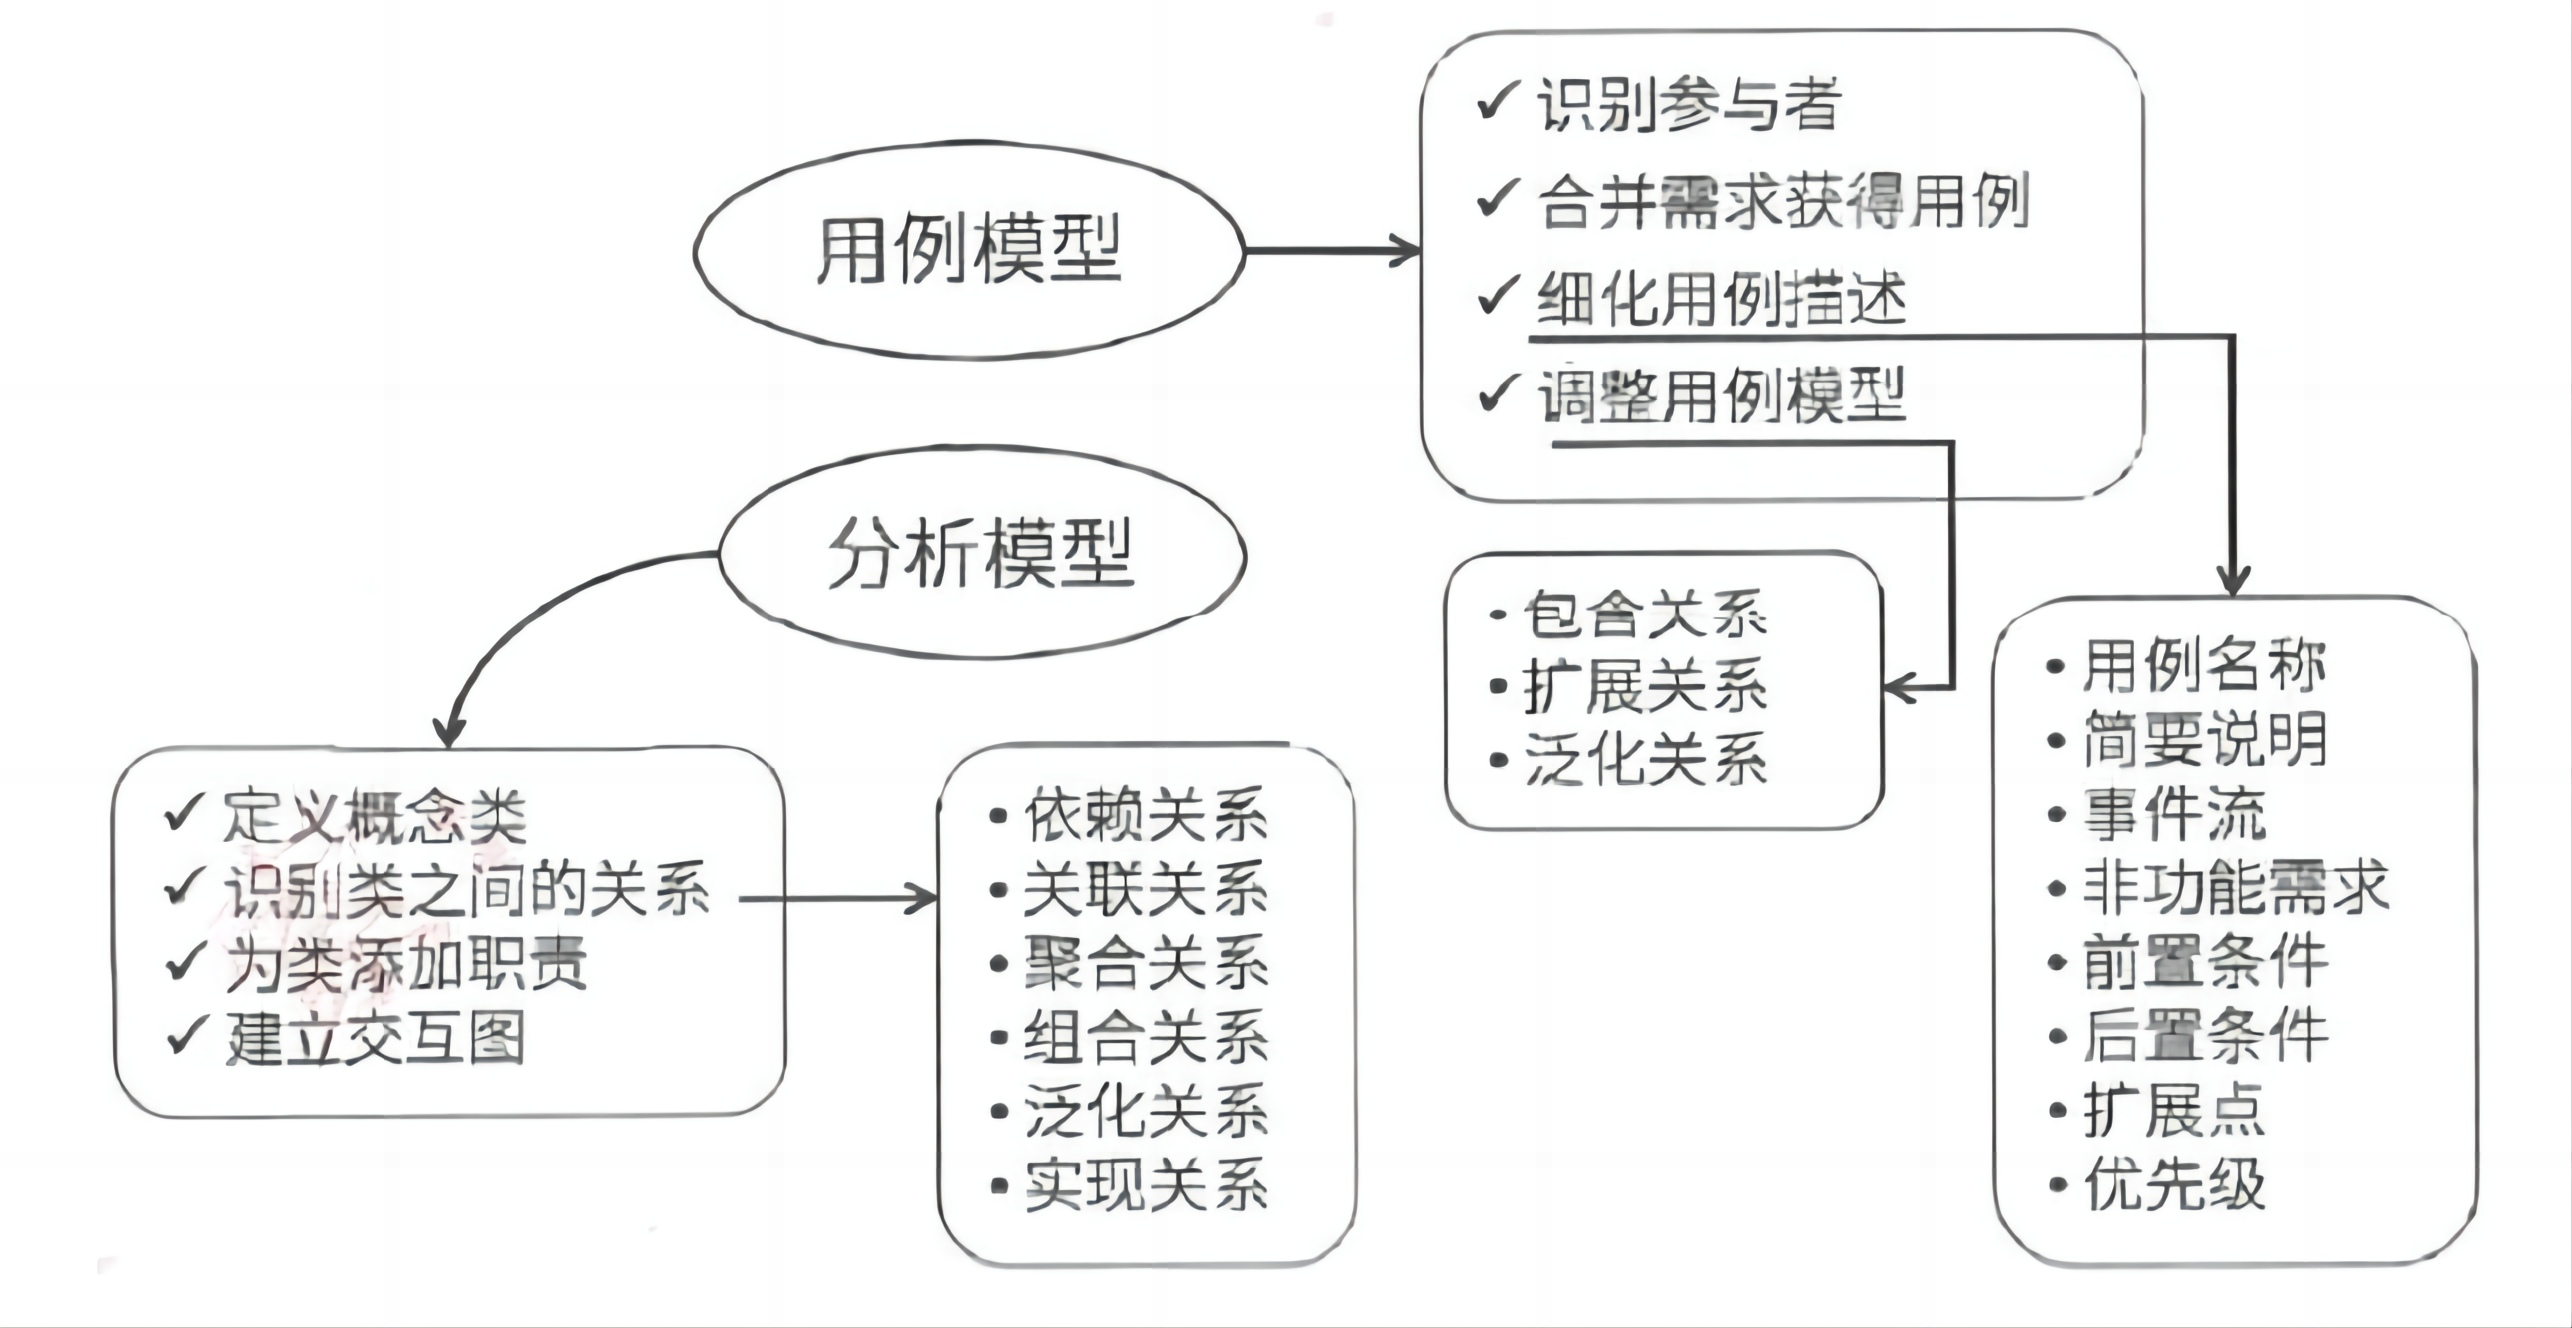 用例模型
✓ 识别参与者
✓ 合并需求获得用例
✓ 细化用例描述
✓ 调整用例模型
分析模型
• 包含关系
• 扩展关系
• 泛化关系
• 用例名称
• 简要说明
• 事件流
• 非功能需求
• 前置条件
• 后置条件
• 扩展点
• 优先级
✓ 定义概念类
✓ 识别类之间的关系
✓ 为类添加职责
✓ 建立交互图
• 依赖关系
• 关联关系
• 聚合关系
• 组合关系
• 泛化关系
• 实现关系